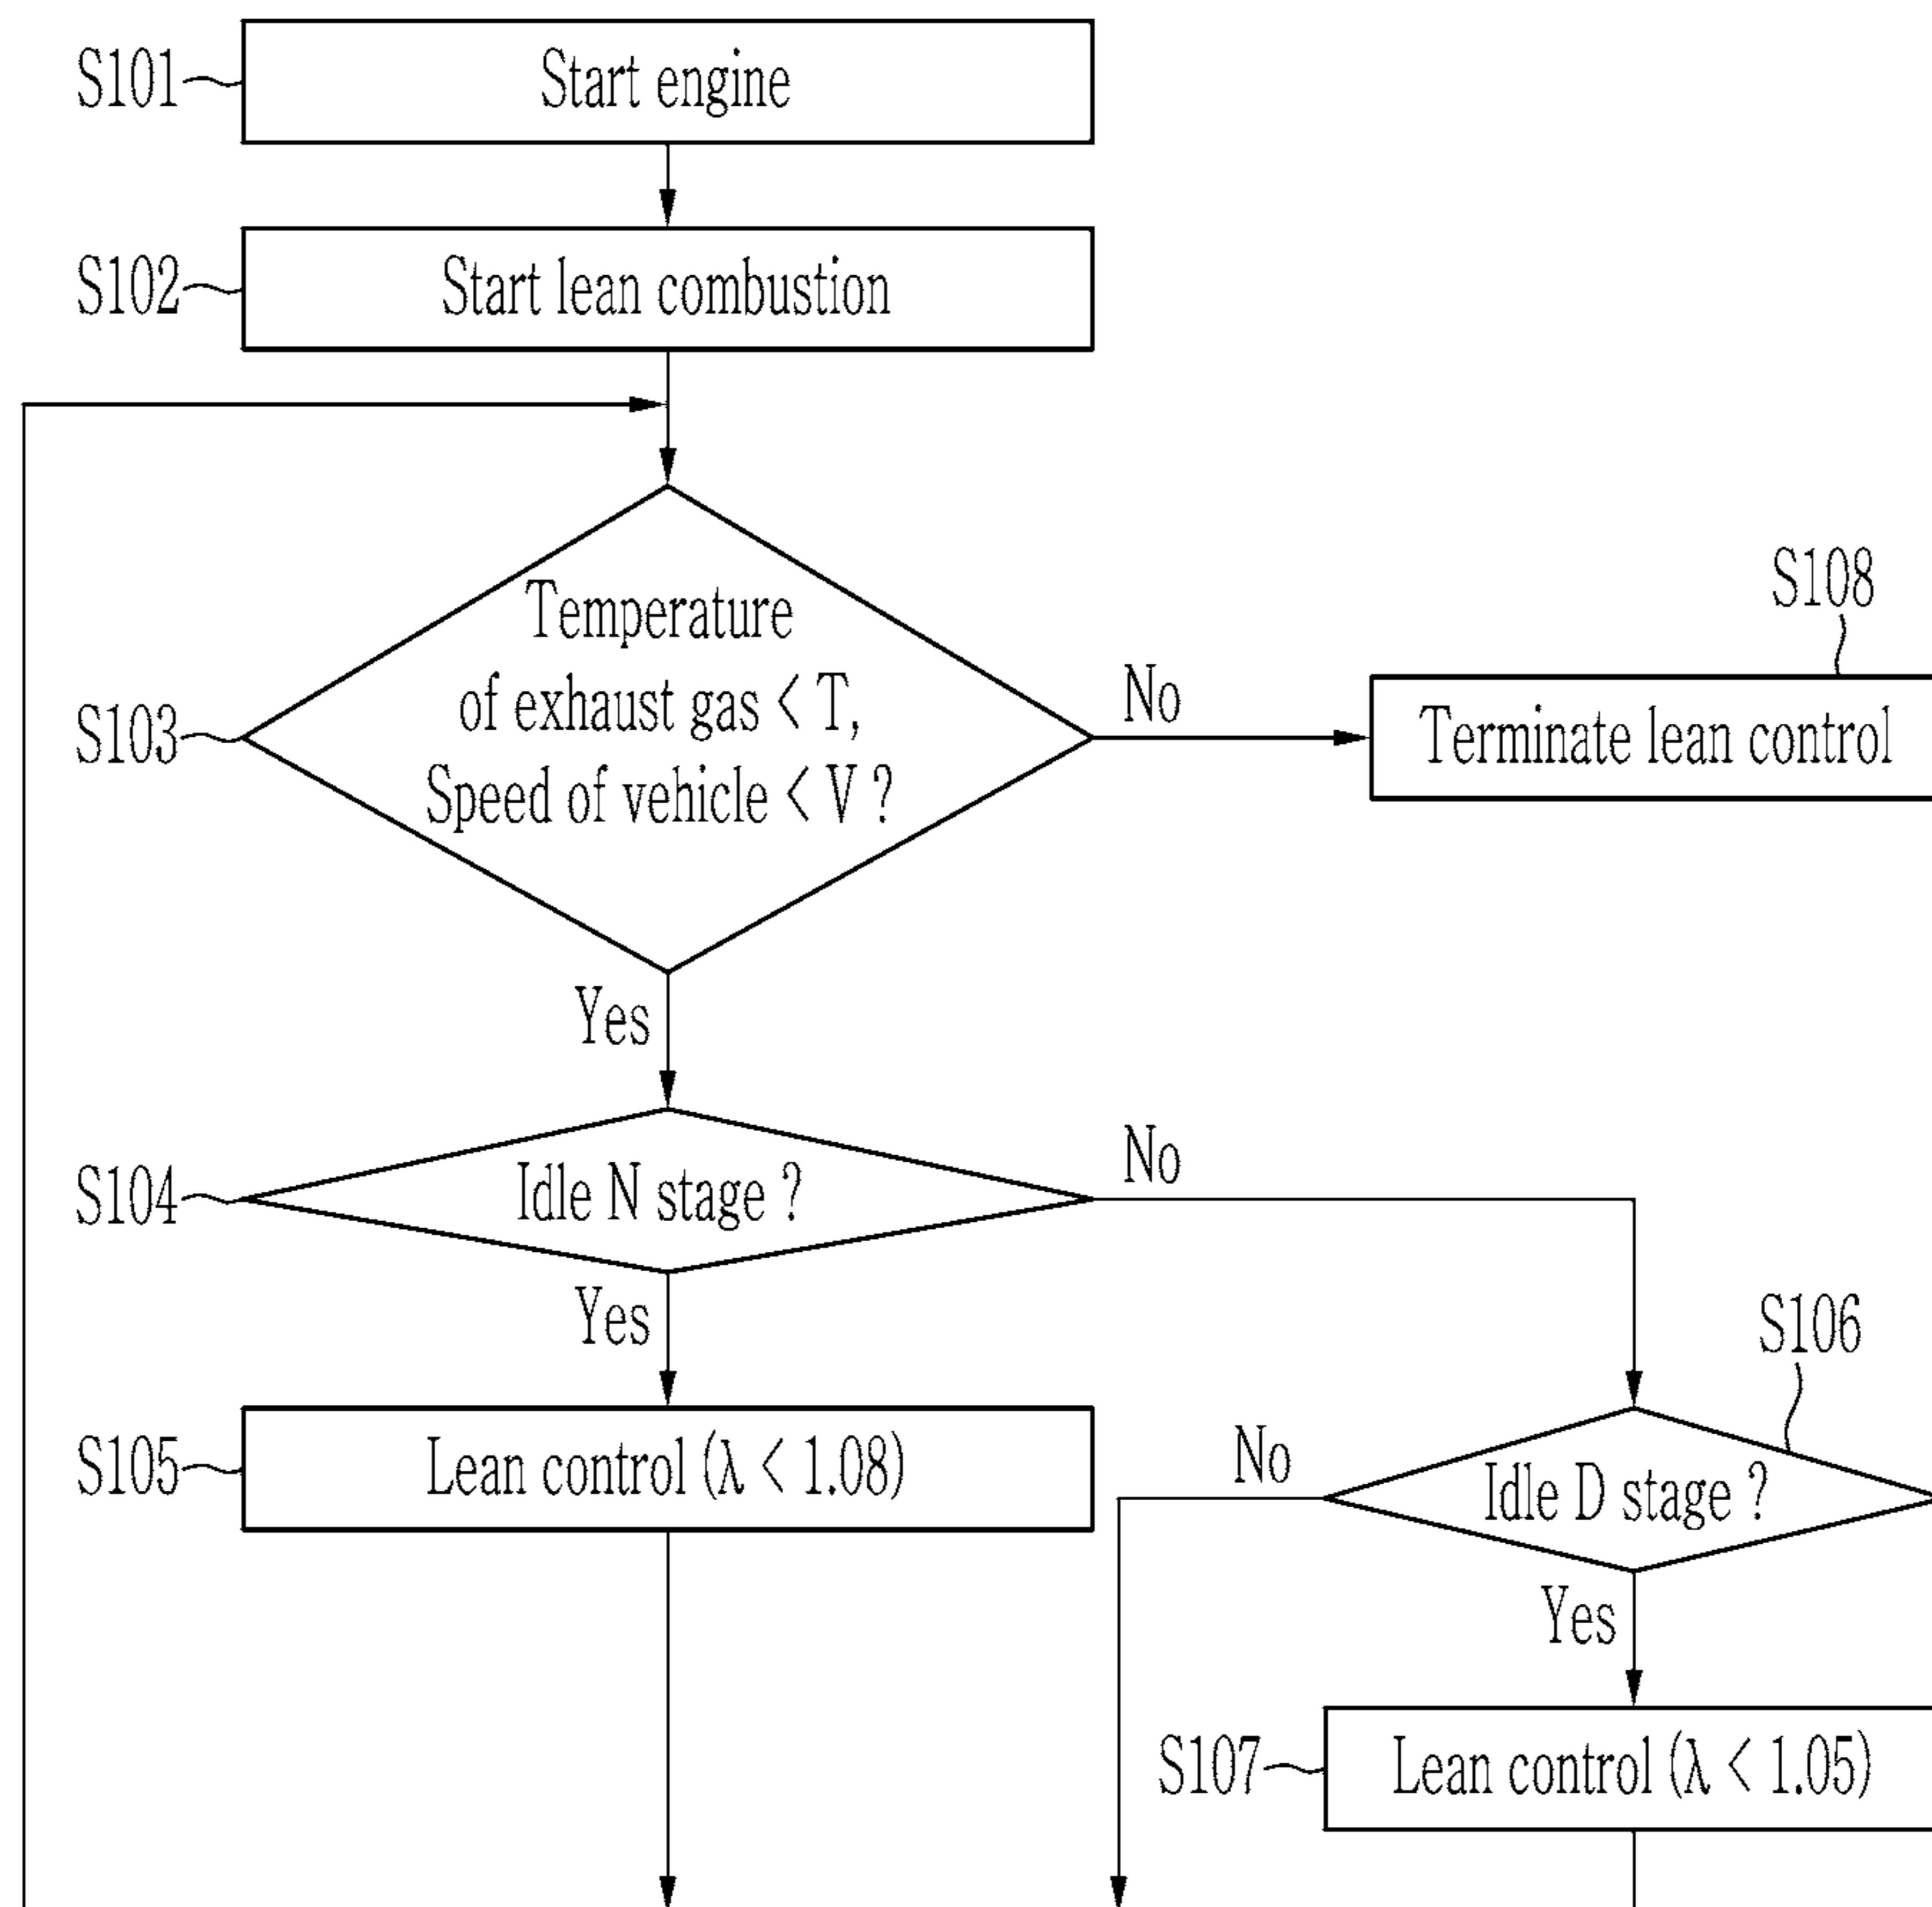 S101
Start engine
S102
Start lean combustion
S103
Temperature
of exhaust gas < T,
Speed of vehicle < V ?
No
S108
Terminate lean control
Yes
S104
Idle N stage ?
No
Yes
S105
Lean control (λ < 1.08)
S106
No
Idle D stage ?
Yes
S107
Lean control (λ < 1.05)